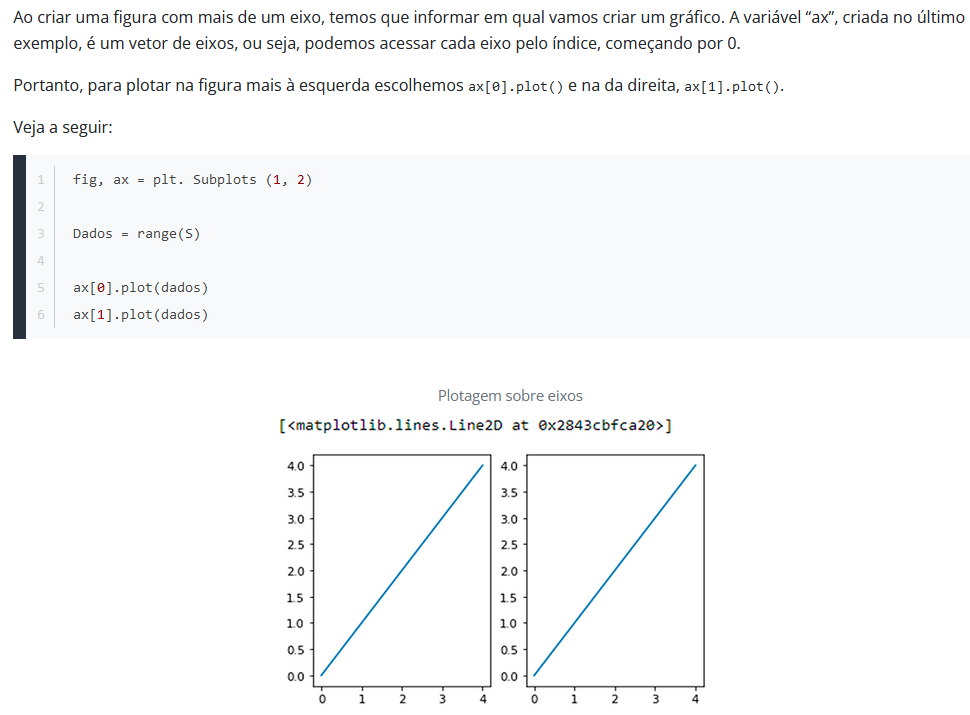 Ao criar uma figura com mais de um eixo, temos que informar em qual vamos criar um gráfico. A variável “ax”, criada no último
exemplo, é um vetor de eixos, ou seja, podemos acessar cada eixo pelo índice, começando por 0.
Portanto, para plotar na figura mais à esquerda escolhemos ax[0].plot() e na da direita, ax[1].plot().
Veja a seguir:
1 fig, ax = plt. Subplots (1, 2)
2
3 Dados = range(S)
4
5 ax[0].plot(dados)
6 ax[1].plot(dados)
Plotagem sobre eixos
[<matplotlib.lines.Line2D at 0x2843cbfca20>]
4.0 4.0
3.5 3.5
3.0 3.0
2.5 2.5
2.0 2.0
1.5 1.5
1.0 1.0
0.5 0.5
0.0 0.0
0 1 2 3 4 0 1 2 3 4